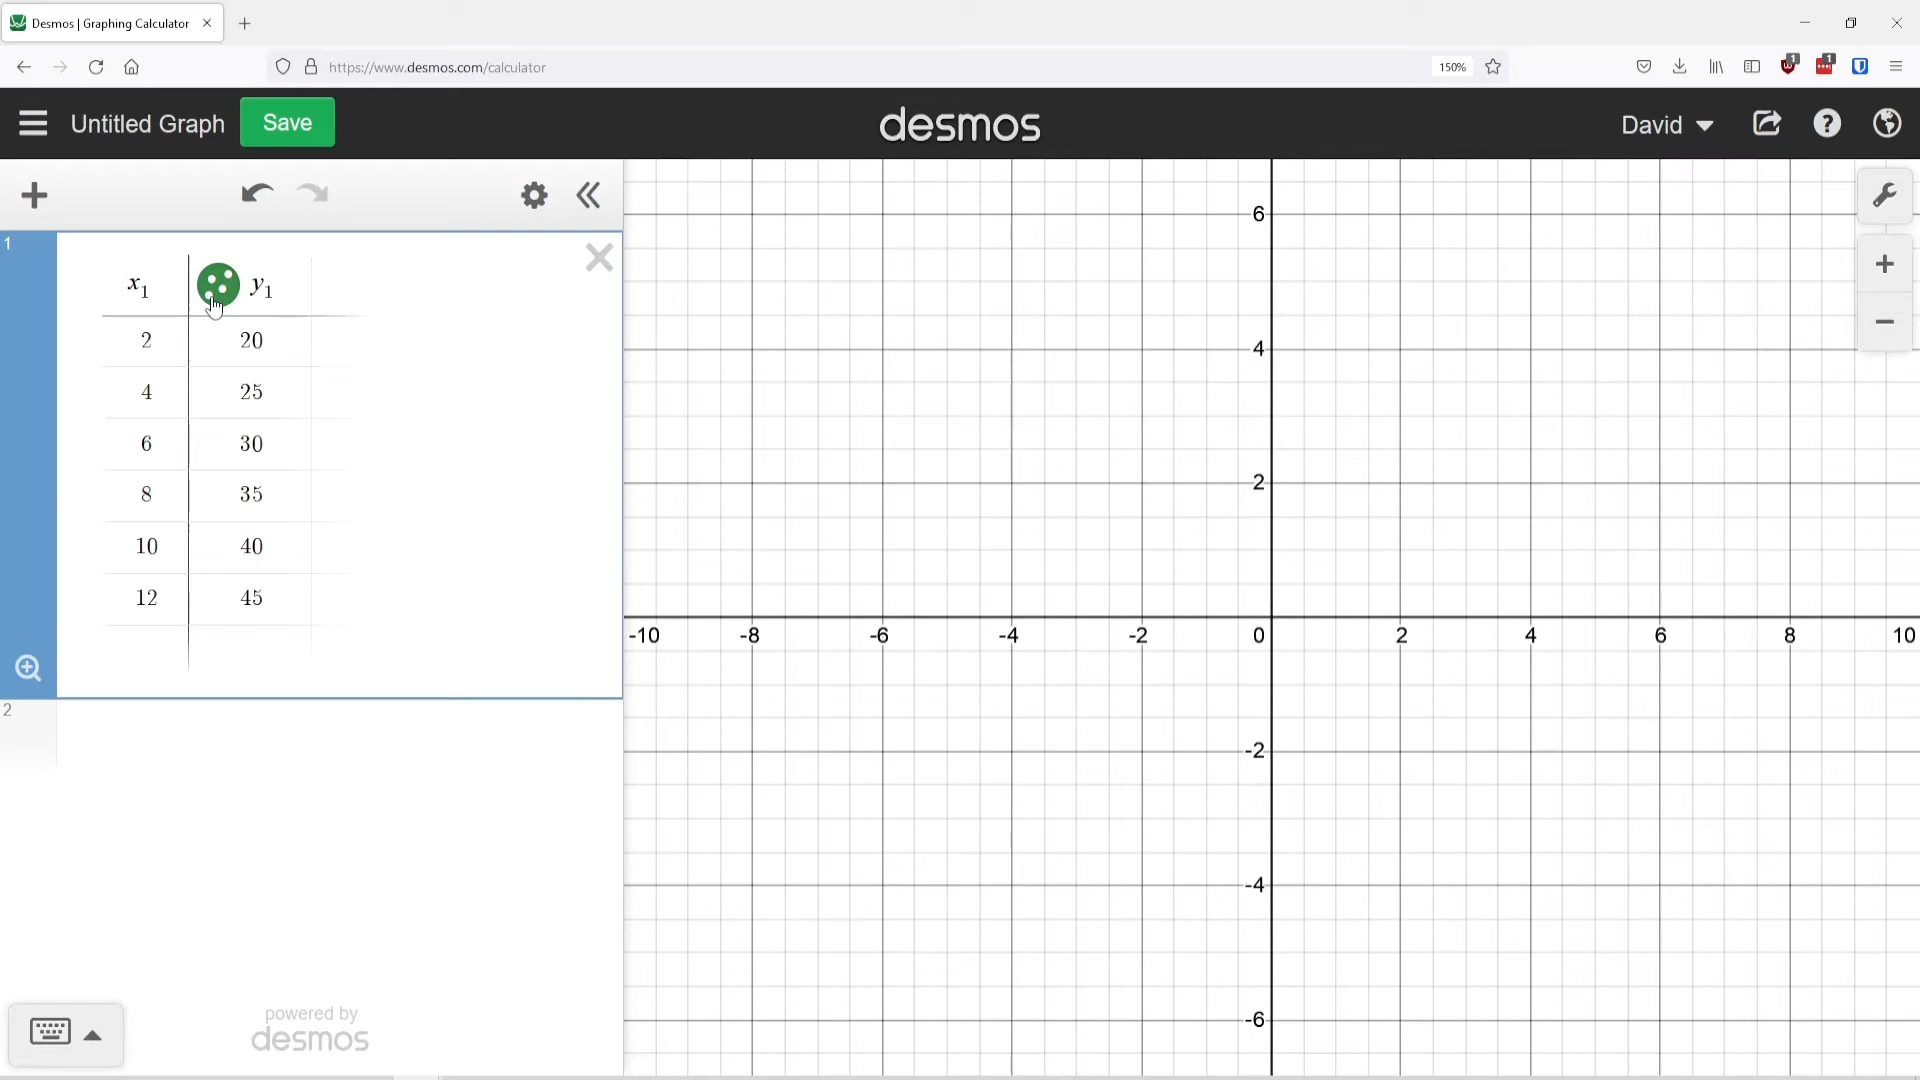 Desmos | Graphing Calculator
https://www.desmos.com/calculator
150%
1
1
Untitled Graph
Save
desmos
David
1
x1 y1
2 20
4 25
6 30
8 35
10 40
12 45
2
powered by
desmos
6
4
2
-10 -8 -6 -4 -2 0 2 4 6 8 10
-2
-4
-6